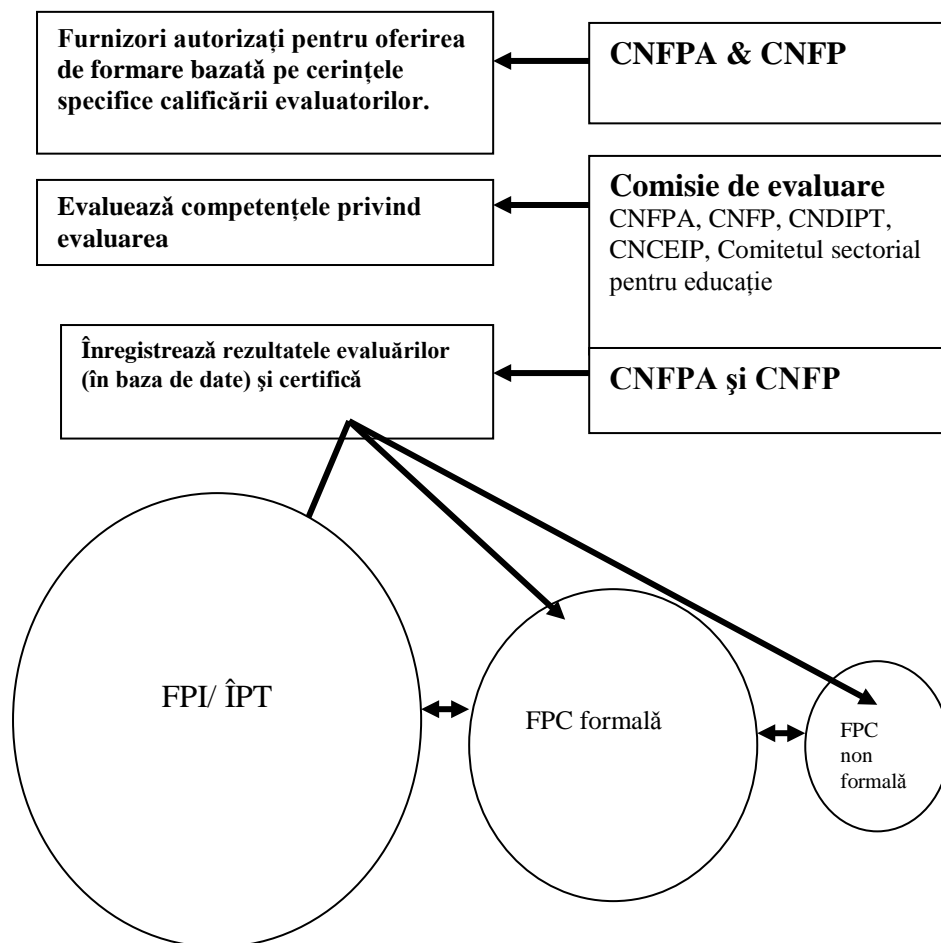 Furnizori autorizați pentru oferirea
de formare bazată pe cerințele
specifice calificării evaluatorilor.
CNFPA & CNFP
Evaluează competențele privind
evaluarea
Comisie de evaluare
CNFPA, CNFP, CNDIPT,
CNCEIP, Comitetul sectorial
pentru educație
Înregistrează rezultatele evaluărilor
(în baza de date) şi certifică
CNFPA şi CNFP
FPI/ ÎPT
FPC formală
FPC
non
formală